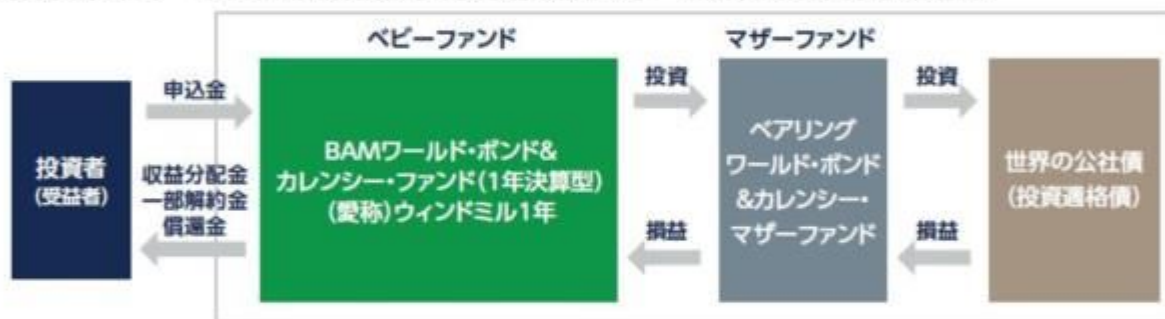 ベビーファンド
マザーファンド
投資者
(受益者)
申込金
収益分配金
一部解約金
償還金
BAMワールド・ボンド&
カレンシー・ファンド(1年決算型)
(愛称)ウィンドミル1年
投資
損益
ベアリング
ワールド・ボンド
&カレンシー・
マザーファンド
投資
損益
世界の公社債
(投資適格債)